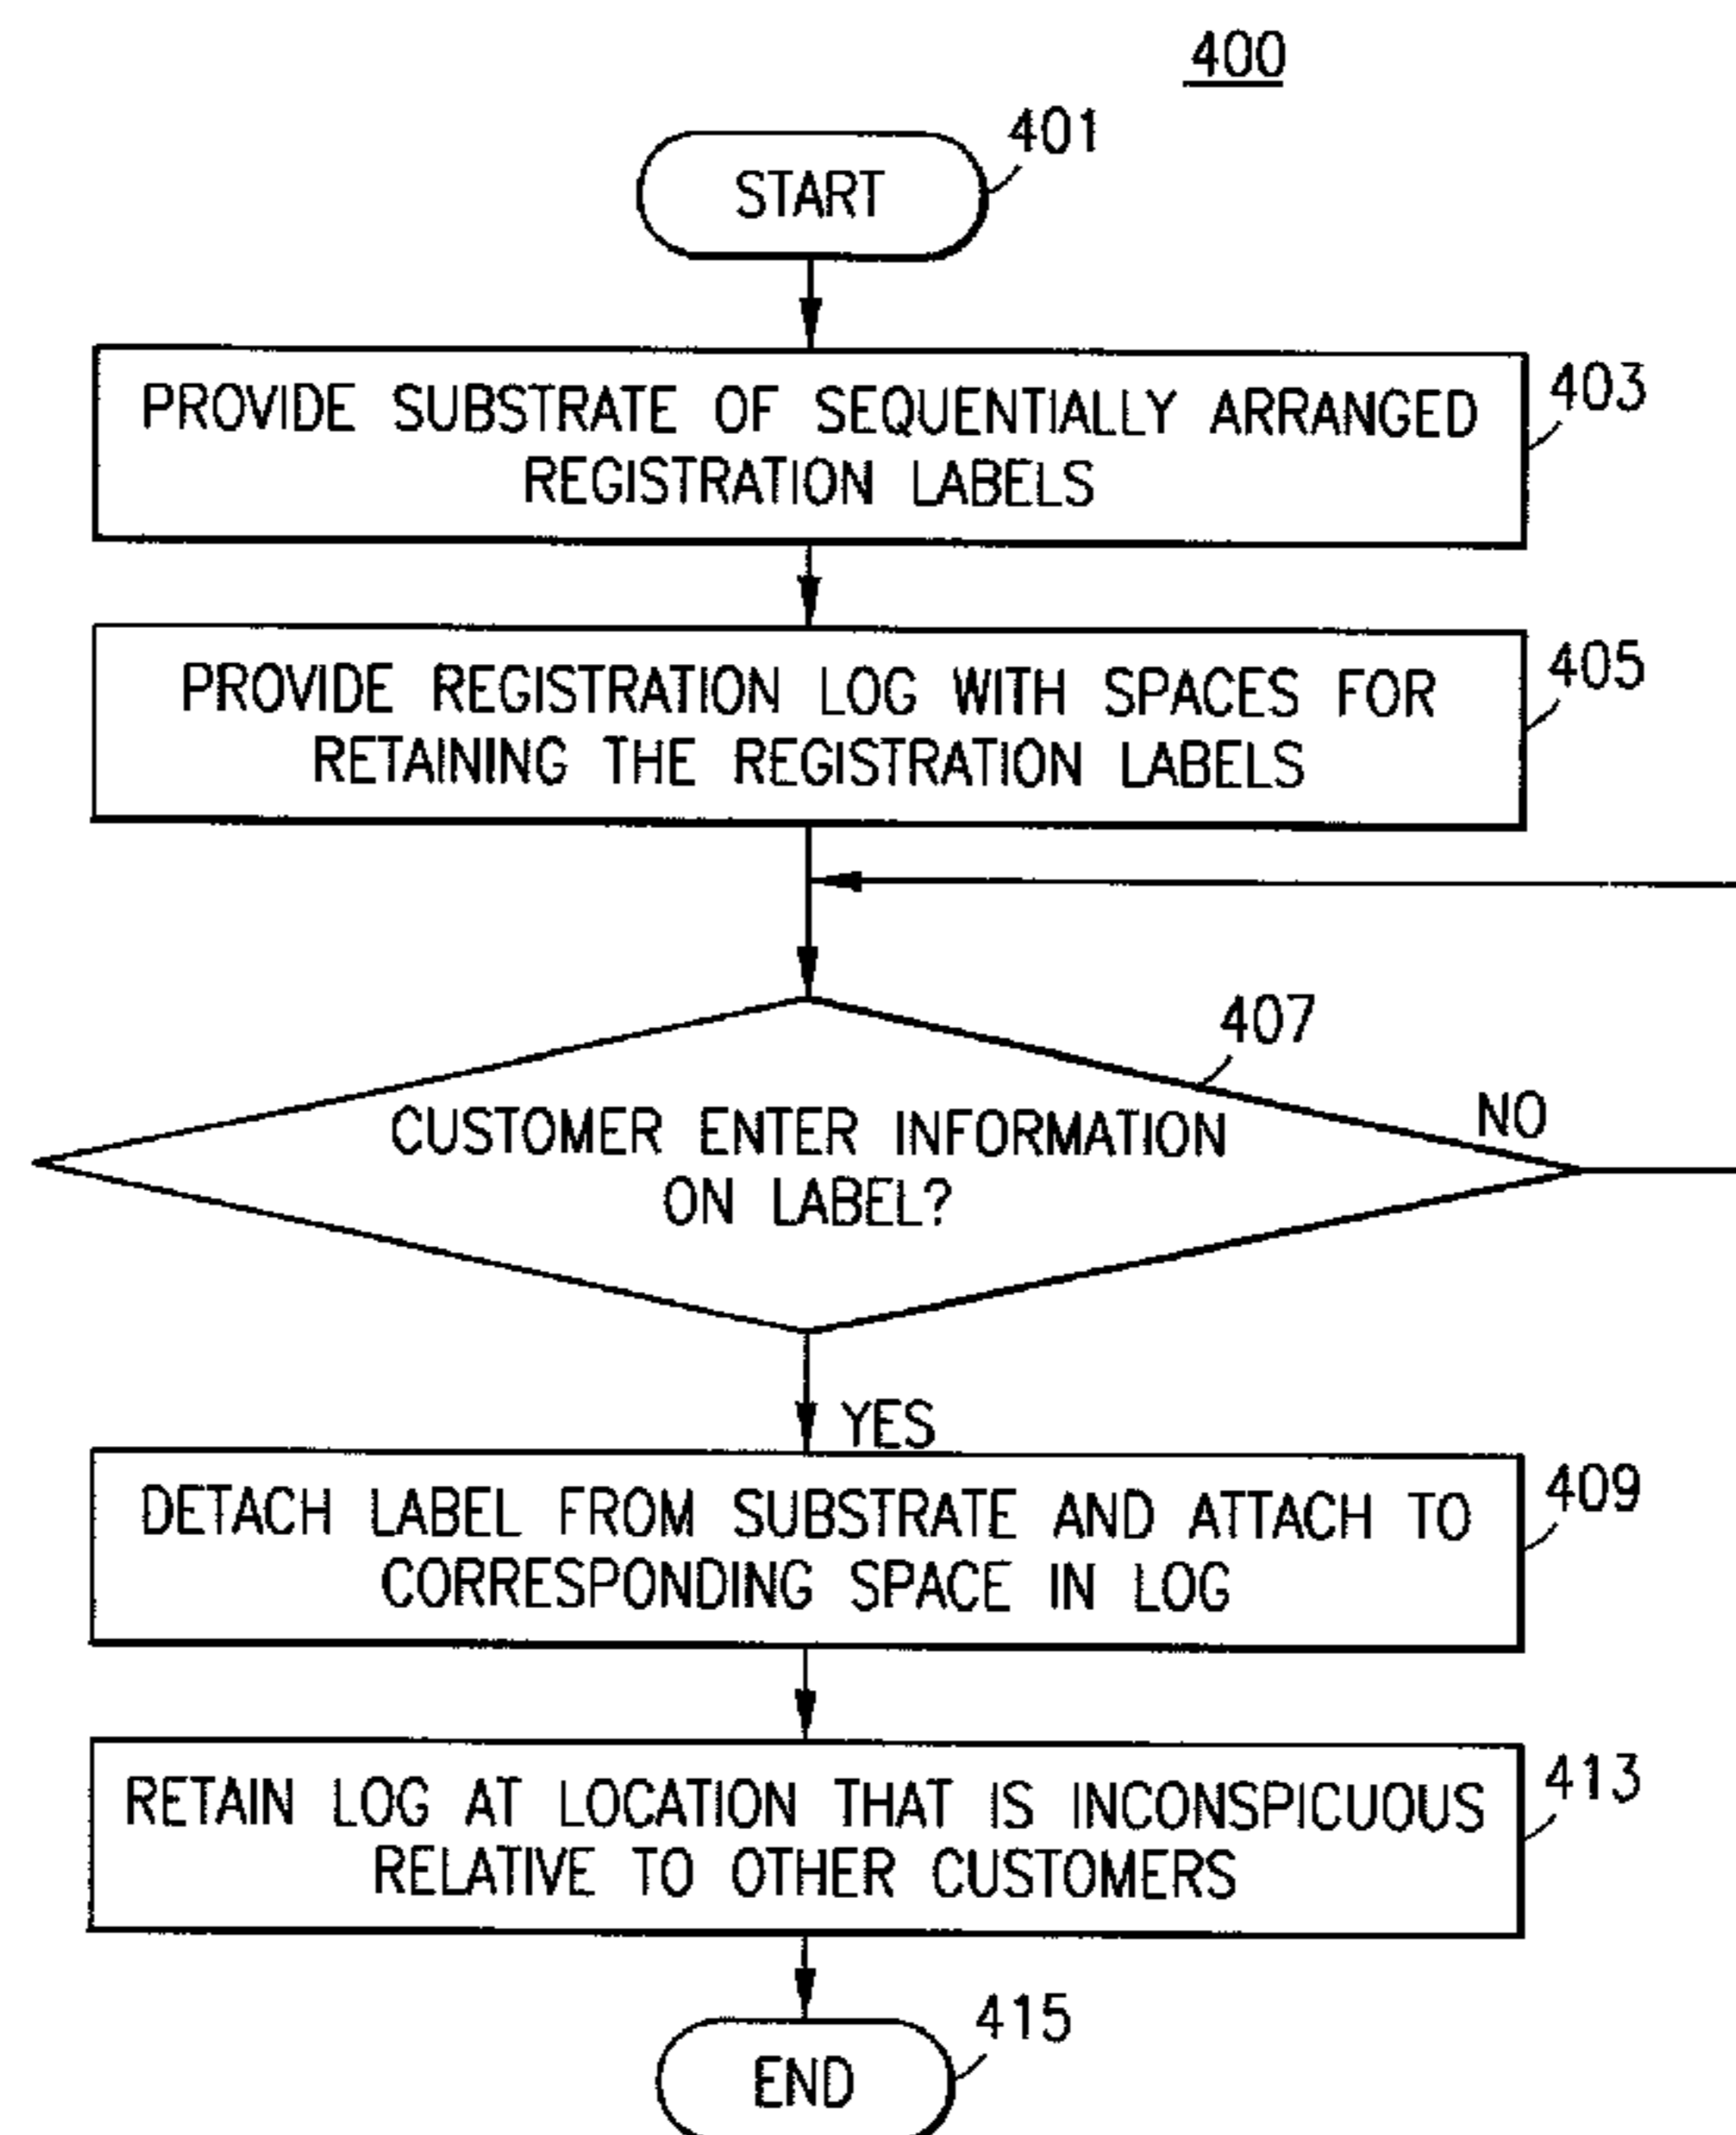 400
START
401
PROVIDE SUBSTRATE OF SEQUENTIALLY ARRANGED
REGISTRATION LABELS
403
PROVIDE REGISTRATION LOG WITH SPACES FOR
RETAINING THE REGISTRATION LABELS
405
407
CUSTOMER ENTER INFORMATION
ON LABEL?
NO
YES
DETACH LABEL FROM SUBSTRATE AND ATTACH TO
CORRESPONDING SPACE IN LOG
409
RETAIN LOG AT LOCATION THAT IS INCONSPICUOUS
RELATIVE TO OTHER CUSTOMERS
413
END
415